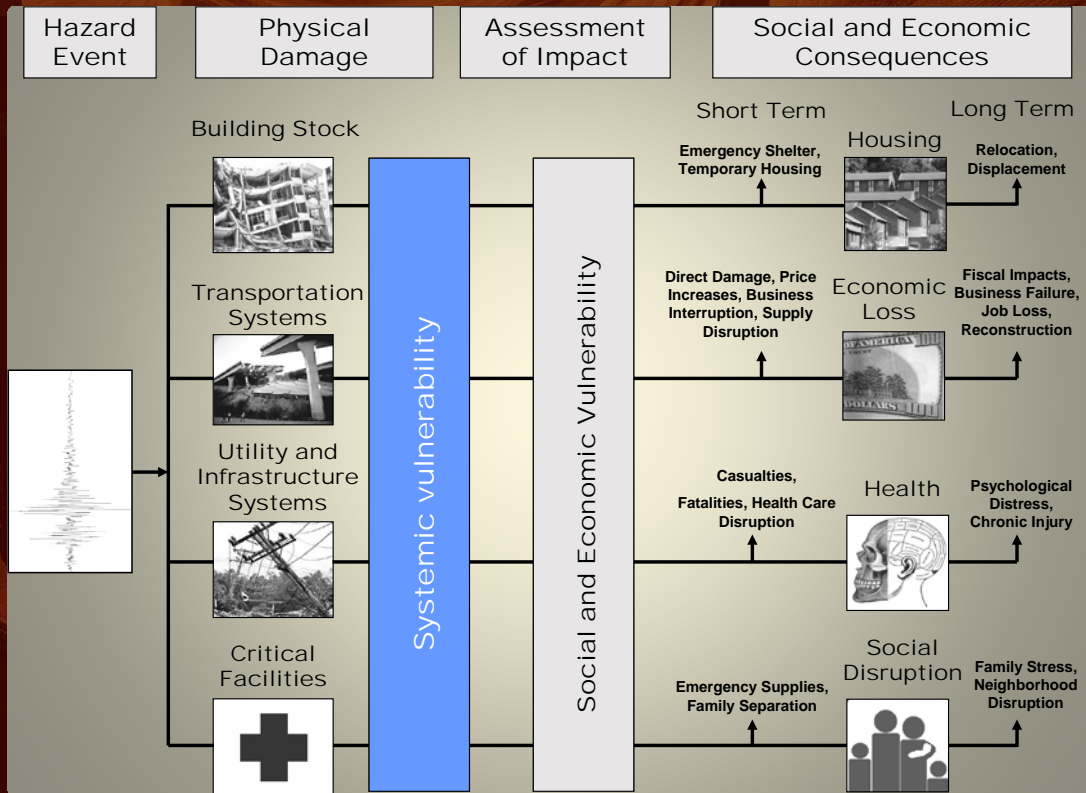 Hazard
Event
Physical
Damage
Assessment
of Impact
Social and Economic
Consequences
Short Term
Long Term
Building Stock
Housing
Emergency Shelter,
Temporary Housing
Relocation,
Displacement
Transportation
Systems
Direct Damage, Price
Increases, Business
Interruption, Supply
Disruption
Economic
Loss
Fiscal Impacts,
Business Failure,
Job Loss,
Reconstruction
OF AMERICA
DOLLARS
Systemic vulnerability
Social and Economic Vulnerability
Utility and
Infrastructure
Systems
Casualties,
Fatalities, Health Care
Disruption
Health
Psychological
Distress,
Chronic Injury
Critical
Facilities
Emergency Supplies,
Family Separation
Social
Disruption
Family Stress,
Neighborhood
Disruption